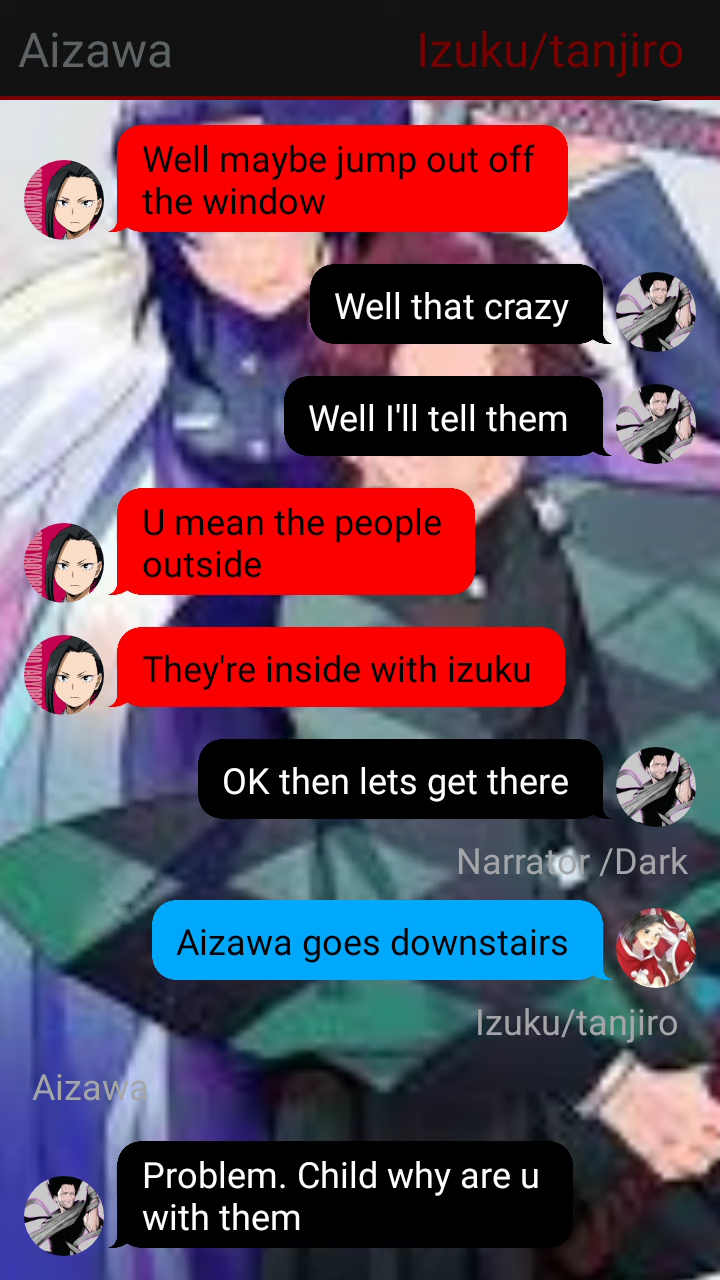 Aizawa
Izuku/tanjiro
Well maybe jump out off
the window
Well that crazy
Well I'll tell them
U mean the people
outside
They're inside with izuku
OK then lets get there
Narrator /Dark
Aizawa goes downstairs
Izuku/tanjiro
Aizawa
Problem. Child why are u
with them